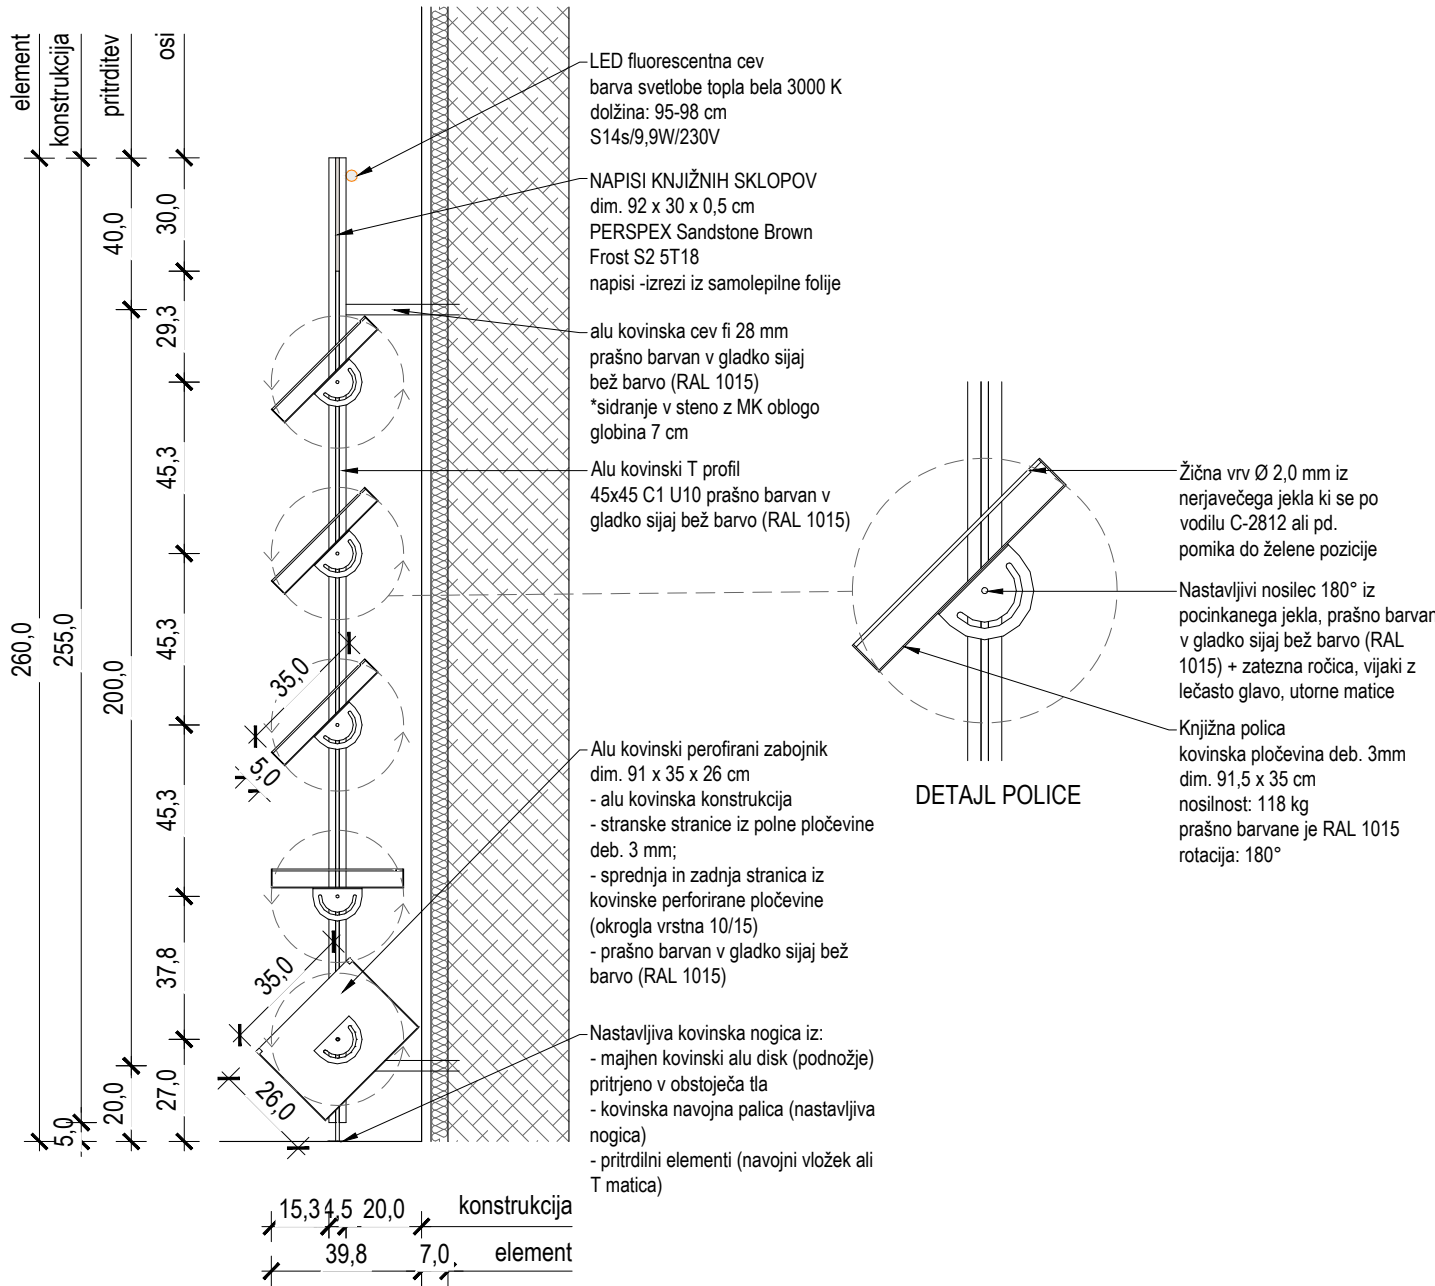 element
konstrukcija
pritrditev
osi
260,0
255,0
5,0
40,0
200,0
20,0
30,0
29,3
45,3
45,3
45,3
37,8
27,0
35,0
5,0
35,0
26,0
LED fluorescentna cev
barva svetlobe topla bela 3000 K
dolžina: 95-98 cm
S14s/9,9W/230V
NAPISI KNJIŽNIH SKLOPOV
dim. 92 x 30 x 0,5 cm
PERSPEX Sandstone Brown
Frost S2 5T18
napisi -izrezi iz samolepilne folije
alu kovinska cev fi 28 mm
prašno barvan v gladko sijaj
bež barvo (RAL 1015)
*sidranje v steno z MK oblogo
globina 7 cm
Alu kovinski T profil
45x45 C1 U10 prašno barvan v
gladko sijaj bež barvo (RAL 1015)
Alu kovinski perofirani zabojnik
dim. 91 x 35 x 26 cm
- alu kovinska konstrukcija
- stranske stranice iz polne pločevine
deb. 3 mm;
- sprednja in zadnja stranica iz
kovinske perforirane pločevine
(okrogla vrstna 10/15)
- prašno barvan v gladko sijaj bež
barvo (RAL 1015)
Nastavljiva kovinska nogica iz:
- majhen kovinski alu disk (podnožje)
pritrjeno v obstoječa tla
- kovinska navojna palica (nastavljiva
nogica)
- pritrdilni elementi (navojni vložek ali
T matica)
Žična vrv Ø 2,0 mm iz
nerjavečega jekla ki se po
vodilu C-2812 ali pd.
pomika do želene pozicije
Nastavljivi nosilec 180° iz
pocinkanega jekla, prašno barvan
v gladko sijaj bež barvo (RAL
1015) + zatezna ročica, vijaki z
lečasto glavo, utorne matice
Knjižna polica
kovinska pločevina deb. 3mm
dim. 91,5 x 35 cm
nosilnost: 118 kg
prašno barvane je RAL 1015
rotacija: 180°
DETAJL POLICE
15,3 4,5 20,0 konstrukcija
39,8 7,0 element